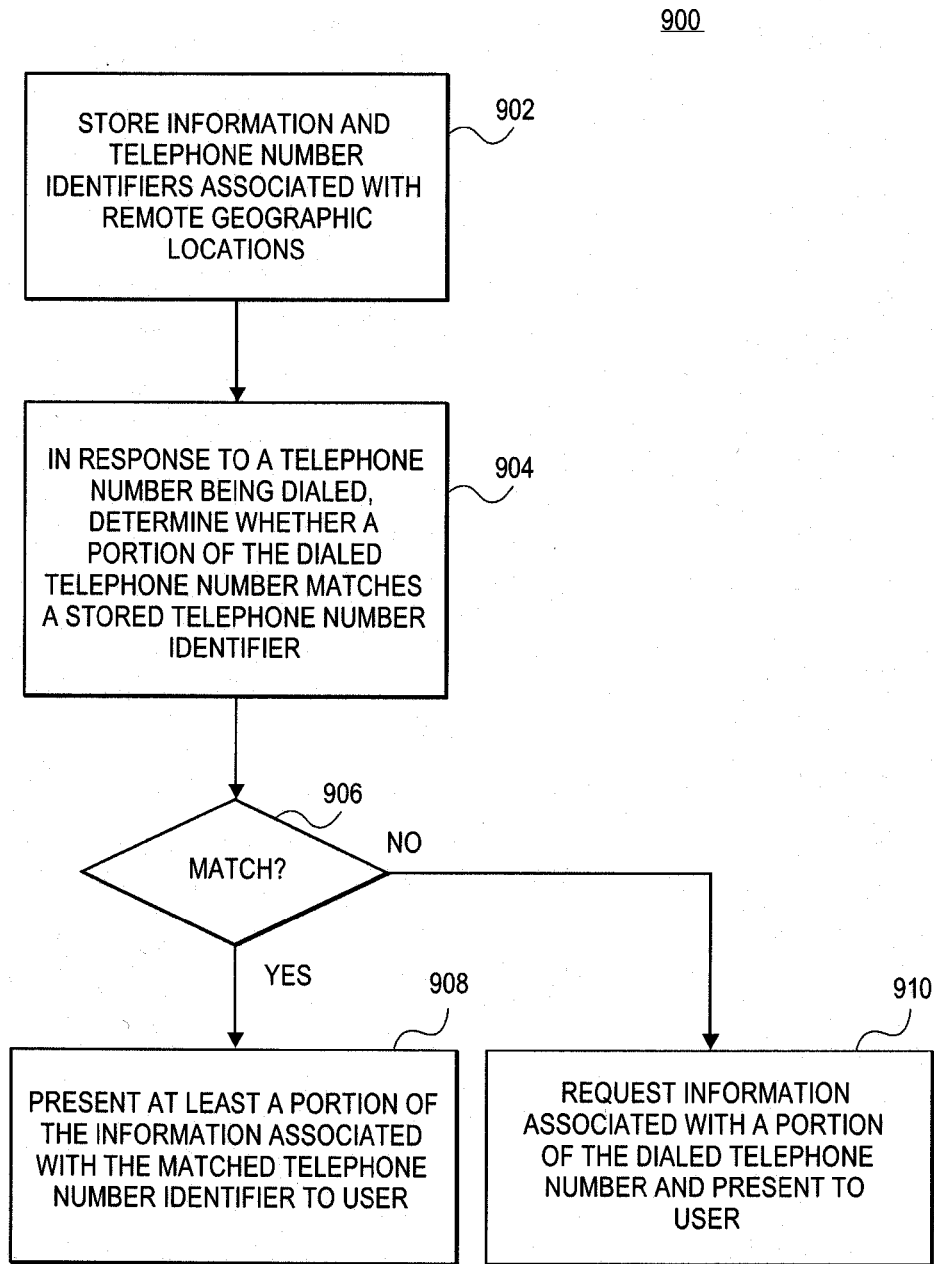 900
902
STORE INFORMATION AND
TELEPHONE NUMBER
IDENTIFIERS ASSOCIATED WITH
REMOTE GEOGRAPHIC
LOCATIONS
904
IN RESPONSE TO A TELEPHONE
NUMBER BEING DIALED,
DETERMINE WHETHER A
PORTION OF THE DIALED
TELEPHONE NUMBER MATCHES
A STORED TELEPHONE NUMBER
IDENTIFIER
906
MATCH?
NO
YES
908
PRESENT AT LEAST A PORTION OF
THE INFORMATION ASSOCIATED
WITH THE MATCHED TELEPHONE
NUMBER IDENTIFIER TO USER
910
REQUEST INFORMATION
ASSOCIATED WITH A PORTION
OF THE DIALED TELEPHONE
NUMBER AND PRESENT TO
USER